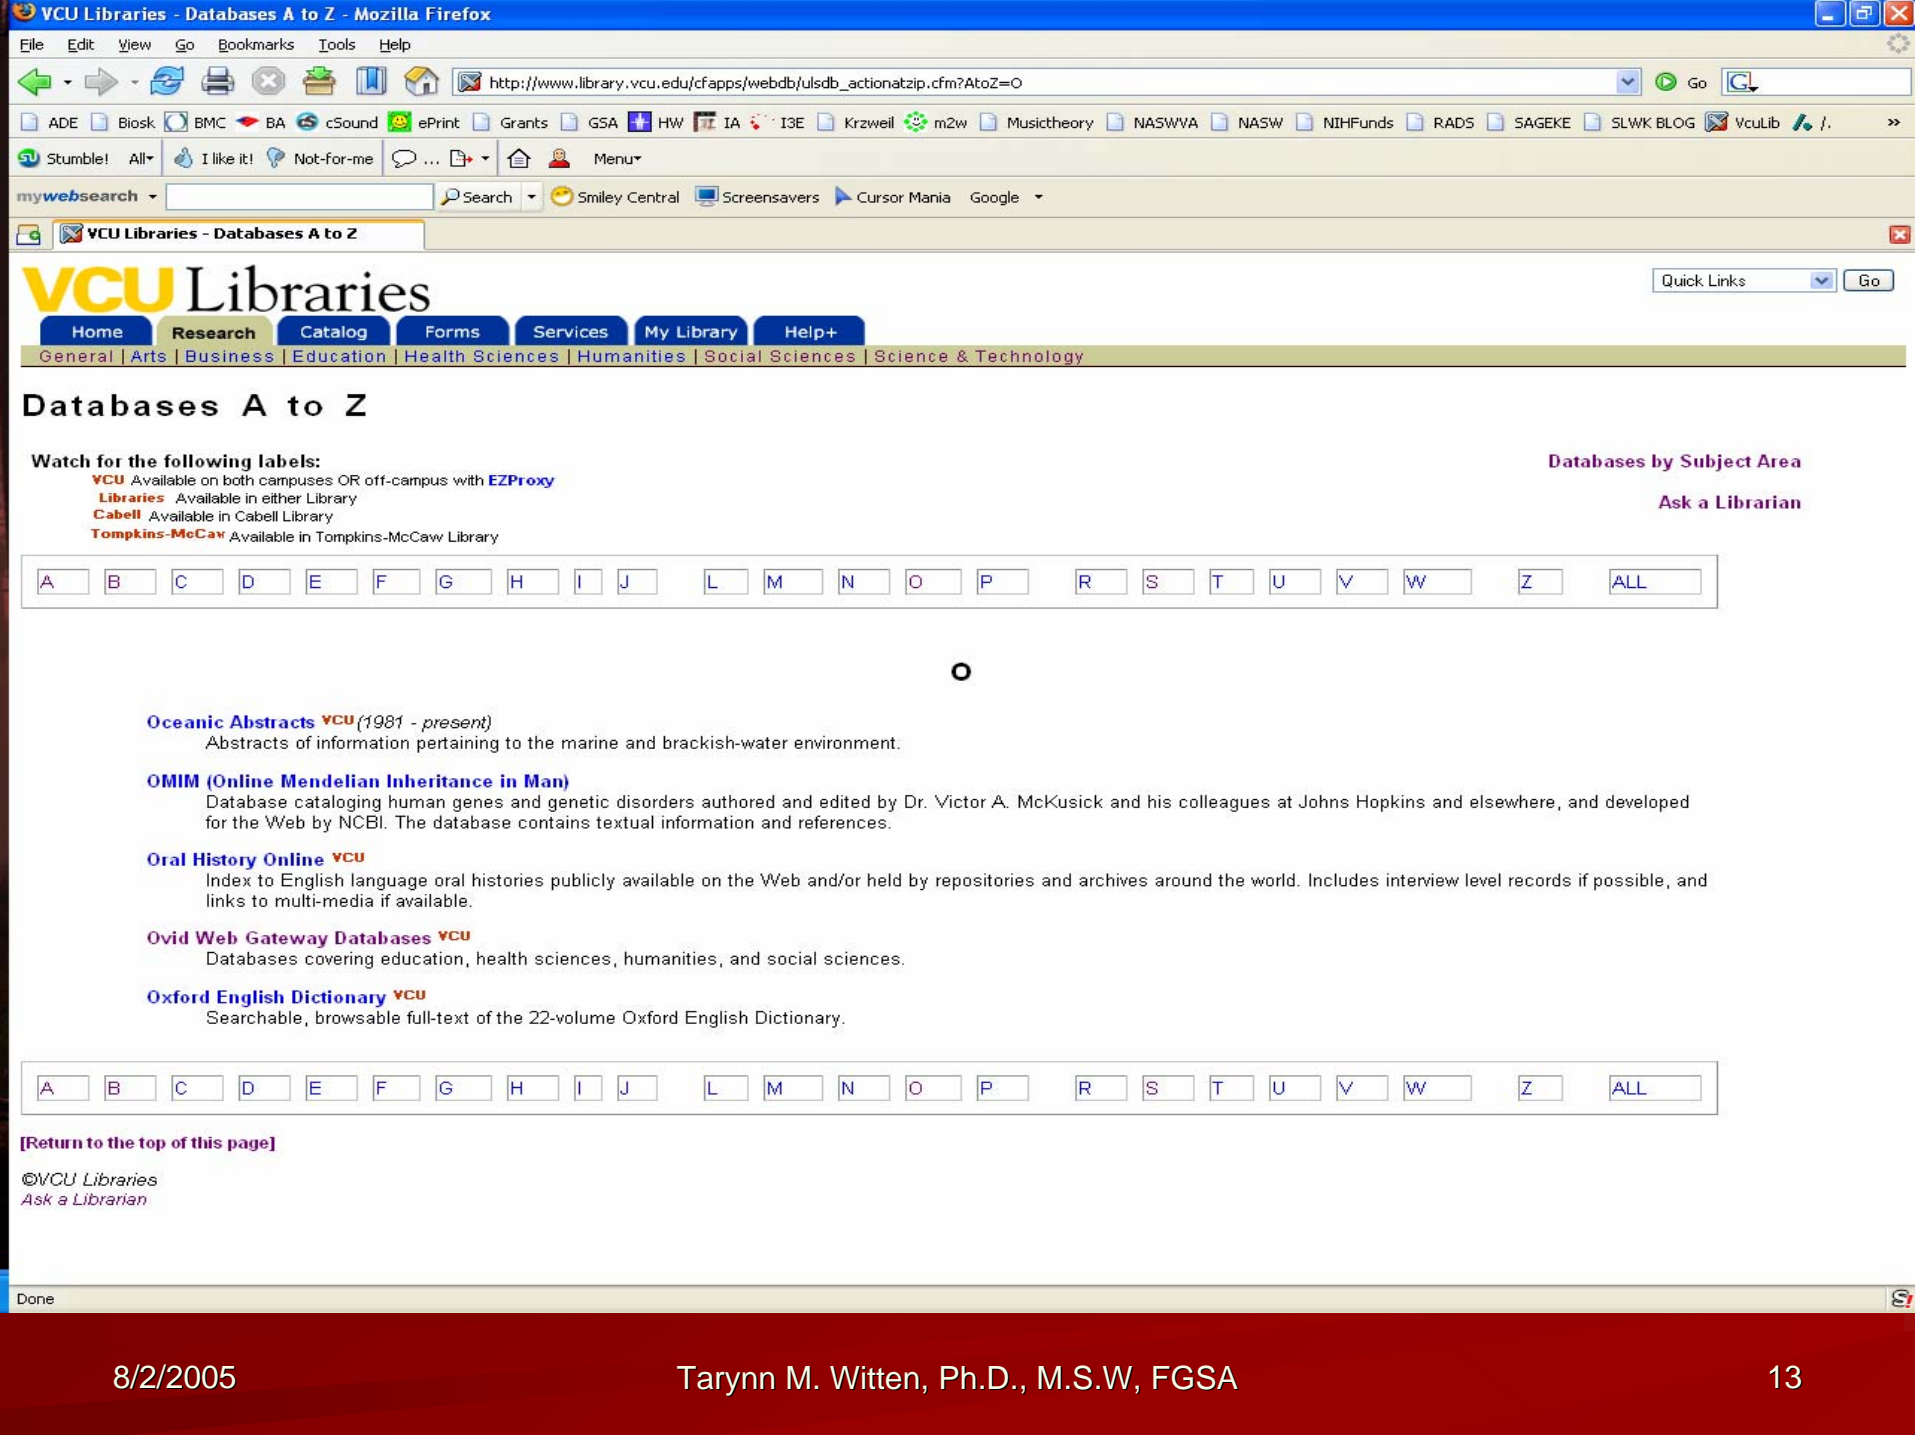 VCU Libraries - Databases A to Z - Mozilla Firefox
File Edit View Go Bookmarks Tools Help
http://www.library.vcu.edu/cfapps/webdb/ulsdb_actionatzip.cfm?AtoZ=O Go G
ADE Biosk BMC BA cSound ePrint Grants GSA HW IA I3E Krzweil m2w Musictheory NASWVA NASW NIHFunds RADS SAGEKE SLWK BLOG VcuLib /. »
Stumble! All I like it! Not-for-me ... Menu
mywebsearch Search Smiley Central Screensavers Cursor Mania Google
VCU Libraries - Databases A to Z
VCU Libraries Quick Links Go
Home Research Catalog Forms Services My Library Help+
General | Arts | Business | Education | Health Sciences | Humanities | Social Sciences | Science & Technology
Databases A to Z
Watch for the following labels: Databases by Subject Area
VCU Available on both campuses OR off-campus with EZProxy
Libraries Available in either Library Ask a Librarian
Cabell Available in Cabell Library
Tompkins-McCaw Available in Tompkins-McCaw Library
A B C D E F G H I J L M N O P R S T U V W Z ALL
O
Oceanic Abstracts VCU (1981 - present)
Abstracts of information pertaining to the marine and brackish-water environment.
OMIM (Online Mendelian Inheritance in Man)
Database cataloging human genes and genetic disorders authored and edited by Dr. Victor A. McKusick and his colleagues at Johns Hopkins and elsewhere, and developed
for the Web by NCBI. The database contains textual information and references.
Oral History Online VCU
Index to English language oral histories publicly available on the Web and/or held by repositories and archives around the world. Includes interview level records if possible, and
links to multi-media if available.
Ovid Web Gateway Databases VCU
Databases covering education, health sciences, humanities, and social sciences.
Oxford English Dictionary VCU
Searchable, browsable full-text of the 22-volume Oxford English Dictionary.
A B C D E F G H I J L M N O P R S T U V W Z ALL
[Return to the top of this page]
©VCU Libraries
Ask a Librarian
Done S!
8/2/2005 Tarynn M. Witten, Ph.D., M.S.W, FGSA 13